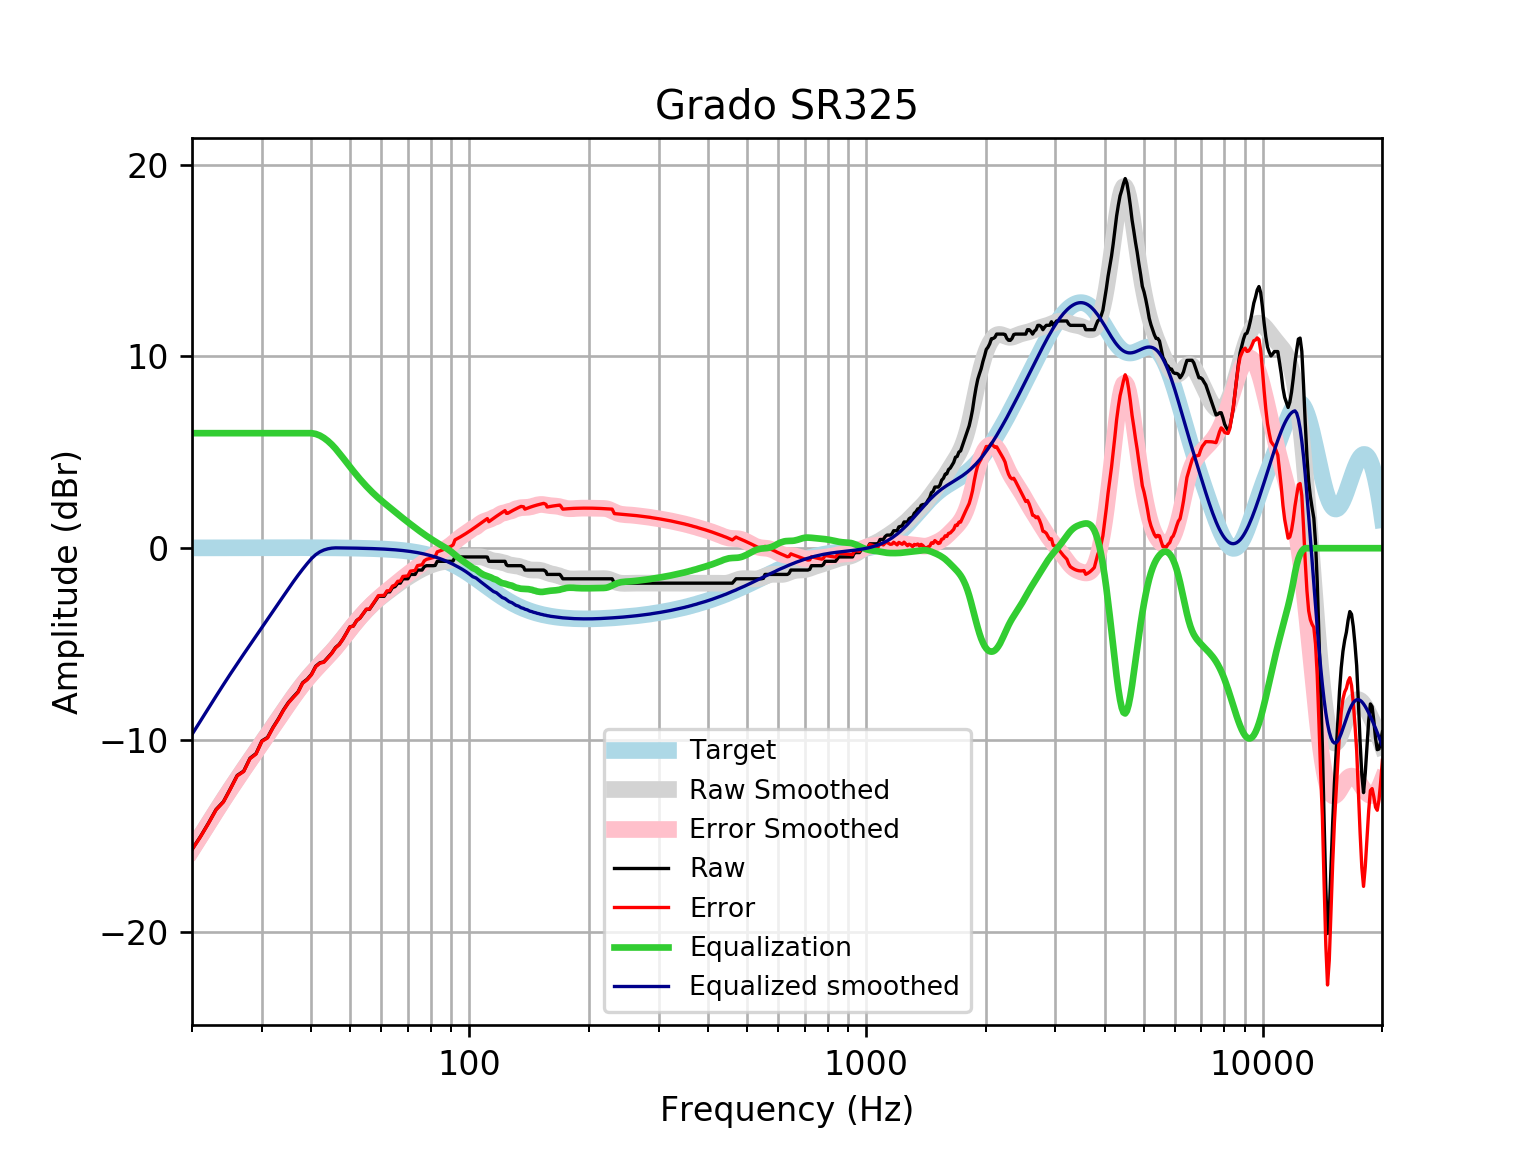 Grado SR325
20
10
0
−10
−20
Amplitude (dBr)
Target
Raw Smoothed
Error Smoothed
Raw
Error
Equalization
Equalized smoothed
100
1000
10000
Frequency (Hz)